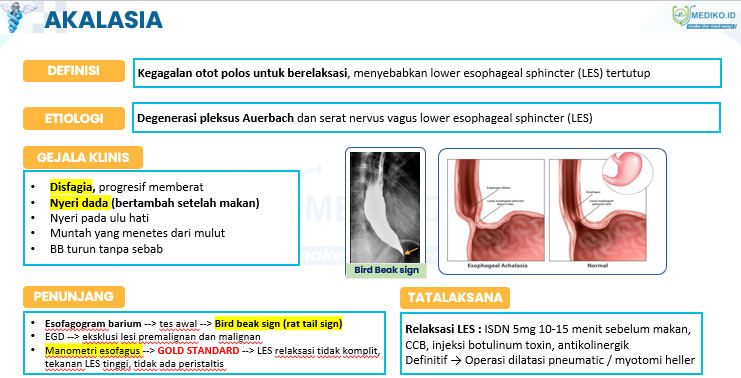 AKALASIA
MEDIKO.ID
make the med-easy!
DEFINISI
Kegagalan otot polos untuk berelaksasi, menyebabkan lower esophageal sphincter (LES) tertutup
ETIOLOGI
Degenerasi pleksus Auerbach dan serat nervus vagus lower esophageal sphincter (LES)
GEJALA KLINIS
• Disfagia, progresif memberat
• Nyeri dada (bertambah setelah makan)
• Nyeri pada ulu hati
• Muntah yang menetes dari mulut
• BB turun tanpa sebab
Bird Beak sign
Esophageal Achalasia
Normal
PENUNJANG
• Esofagogram barium --> tes awal --> Bird beak sign (rat tail sign)
• EGD --> eksklusi lesi premalignan dan malignan
• Manometri esofagus --> GOLD STANDARD --> LES relaksasi tidak komplit,
tekanan LES tinggi, tidak ada peristaltis
TATALAKSANA
Relaksasi LES : ISDN 5mg 10-15 menit sebelum makan,
CCB, injeksi botulinum toxin, antikolinergik
Definitif → Operasi dilatasi pneumatic / myotomi heller